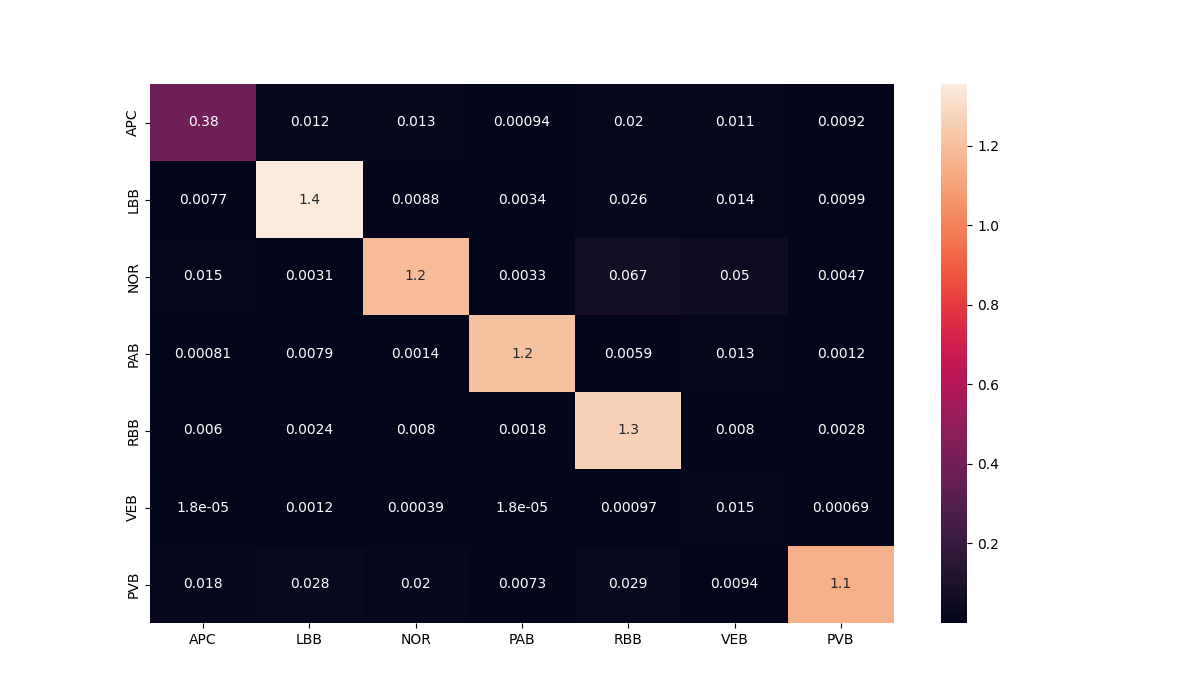 APC 0.38 0.012 0.013 0.00094 0.02 0.011 0.0092
LBB 0.0077 1.4 0.0088 0.0034 0.026 0.014 0.0099
NOR 0.015 0.0031 1.2 0.0033 0.067 0.05 0.0047
PAB 0.00081 0.0079 0.0014 1.2 0.0059 0.013 0.0012
RBB 0.006 0.0024 0.008 0.0018 1.3 0.008 0.0028
VEB 1.8e-05 0.0012 0.00039 1.8e-05 0.00097 0.015 0.00069
PVB 0.018 0.028 0.02 0.0073 0.029 0.0094 1.1
APC LBB NOR PAB RBB VEB PVB
1.2
1.0
0.8
0.6
0.4
0.2